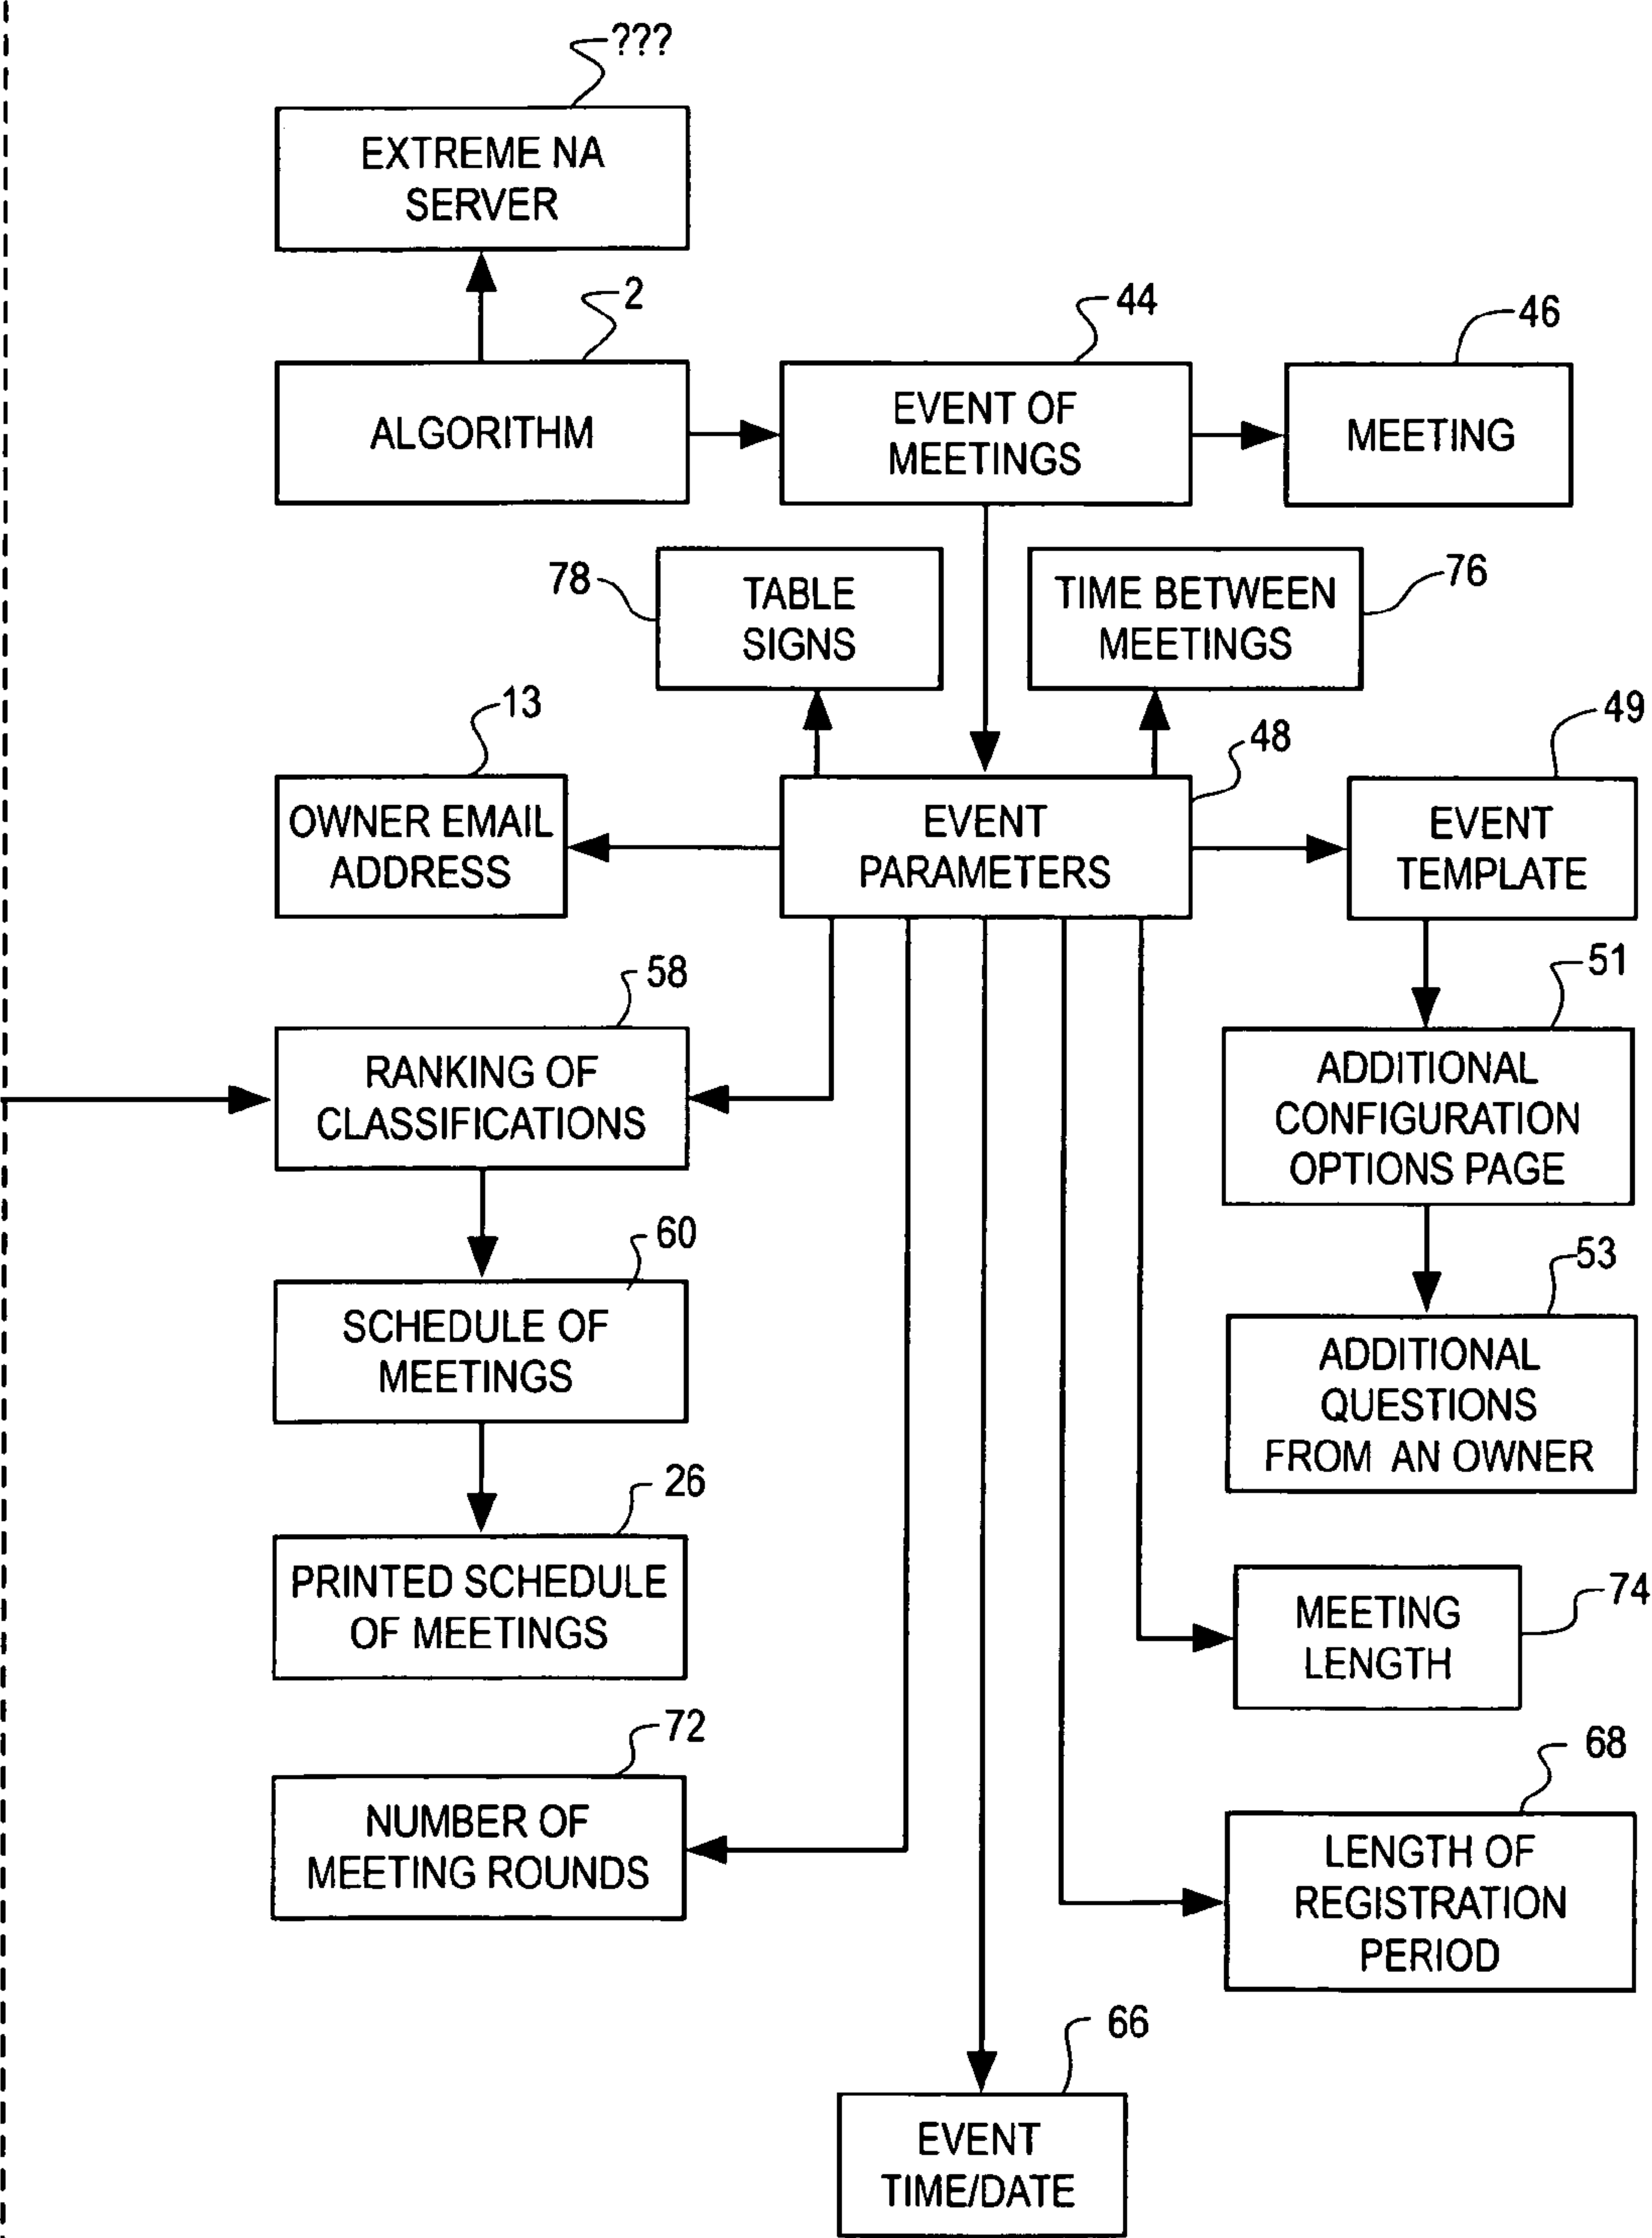 ???
EXTREME NA
SERVER
2
44
46
ALGORITHM
EVENT OF
MEETINGS
MEETING
78
TABLE
SIGNS
TIME BETWEEN
MEETINGS
76
13
48
49
OWNER EMAIL
ADDRESS
EVENT
PARAMETERS
EVENT
TEMPLATE
58
51
RANKING OF
CLASSIFICATIONS
ADDITIONAL
CONFIGURATION
OPTIONS PAGE
60
53
SCHEDULE OF
MEETINGS
ADDITIONAL
QUESTIONS
FROM AN OWNER
26
PRINTED SCHEDULE
OF MEETINGS
74
MEETING
LENGTH
72
68
NUMBER OF
MEETING ROUNDS
LENGTH OF
REGISTRATION
PERIOD
66
EVENT
TIME/DATE